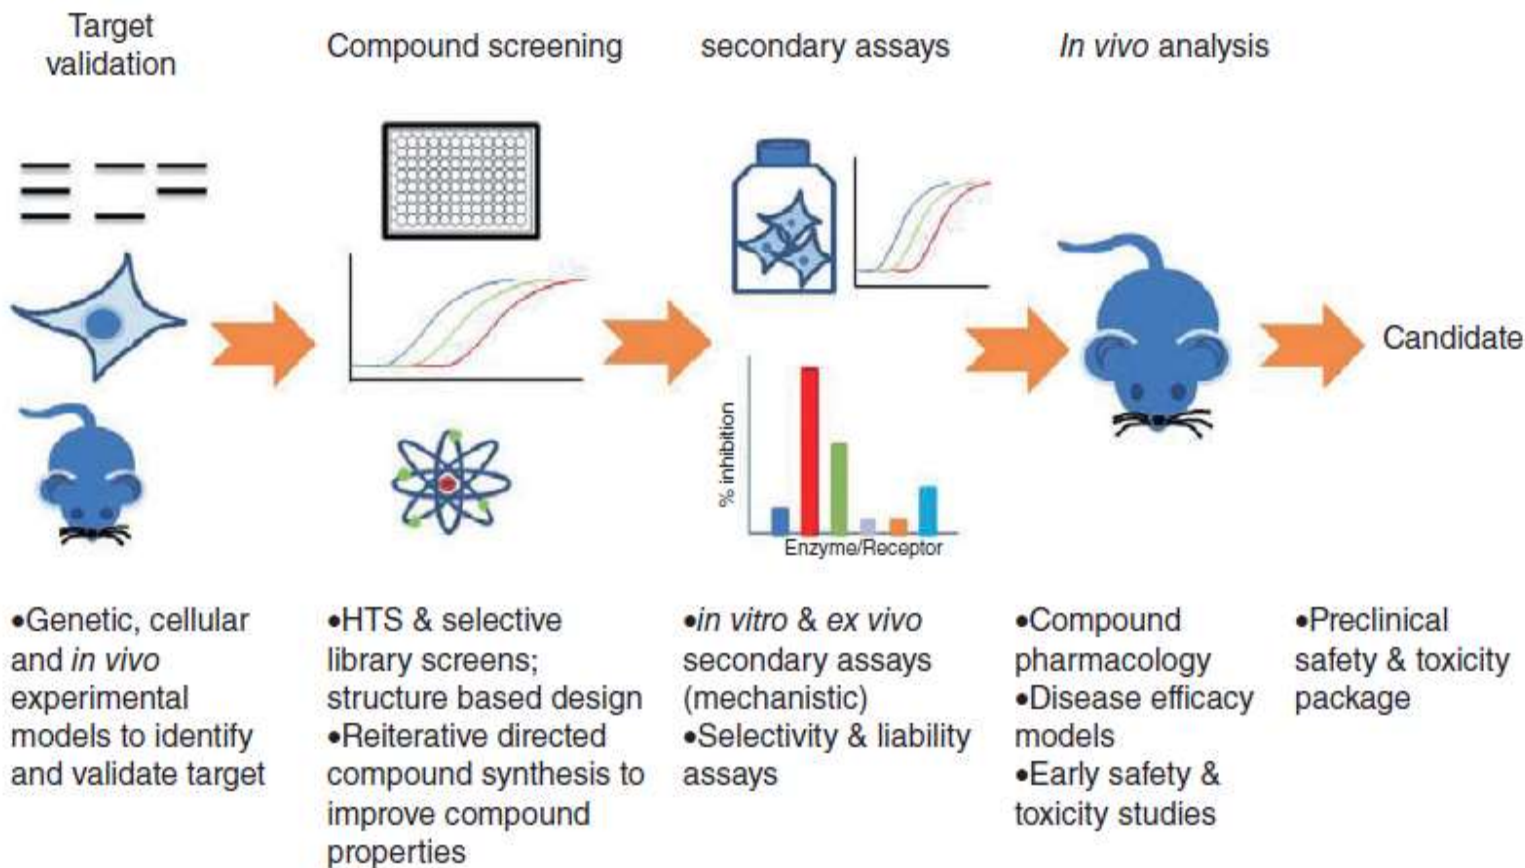 Target
validation
Compound screening
secondary assays
In vivo analysis
Candidate
% inhibition
Enzyme/Receptor
•Genetic, cellular
and in vivo
experimental
models to identify
and validate target
•HTS & selective
library screens;
structure based design
•Reiterative directed
compound synthesis to
improve compound
properties
•in vitro & ex vivo
secondary assays
(mechanistic)
•Selectivity & liability
assays
•Compound
pharmacology
•Disease efficacy
models
•Early safety &
toxicity studies
•Preclinical
safety & toxicity
package